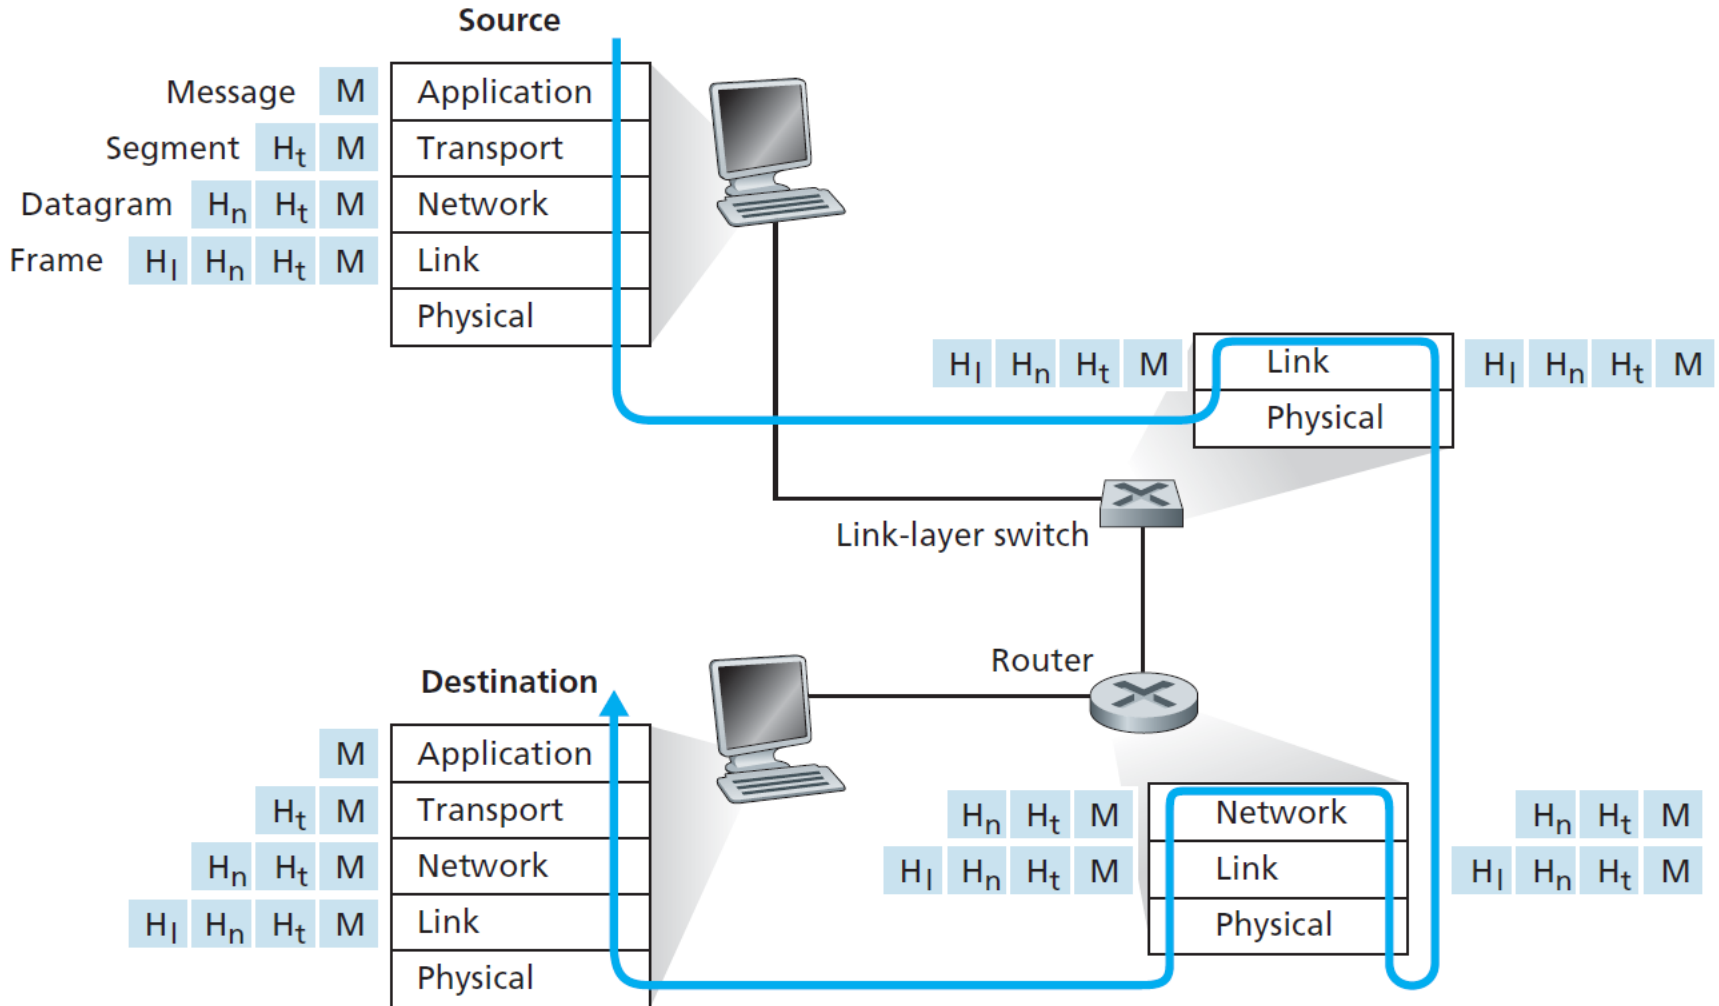 Source
Message M Application
Segment Ht M Transport
Datagram Hn Ht M Network
Frame Hl Hn Ht M Link
Physical
Hl Hn Ht M Link Hl Hn Ht M
Physical
Link-layer switch
Router
Destination
M Application
Ht M Transport
Hn Ht M Network
Hl Hn Ht M Link
Physical
Hn Ht M Network Hn Ht M
Hl Hn Ht M Link Hl Hn Ht M
Physical